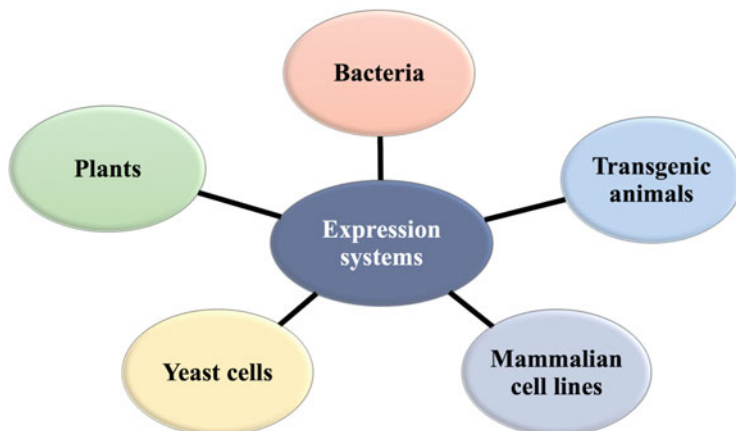 Bacteria
Plants
Transgenic
animals
Expression
systems
Yeast cells
Mammalian
cell lines